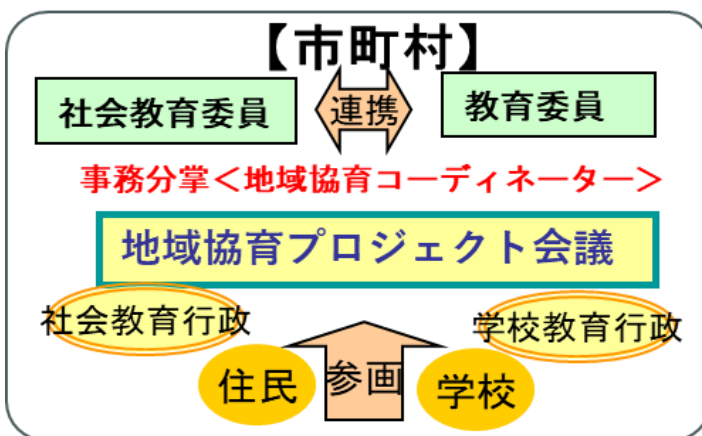 【市町村】
社会教育委員
連携
教育委員
事務分掌<地域協育コーディネーター>
地域協育プロジェクト会議
社会教育行政
学校教育行政
住民
参画
学校